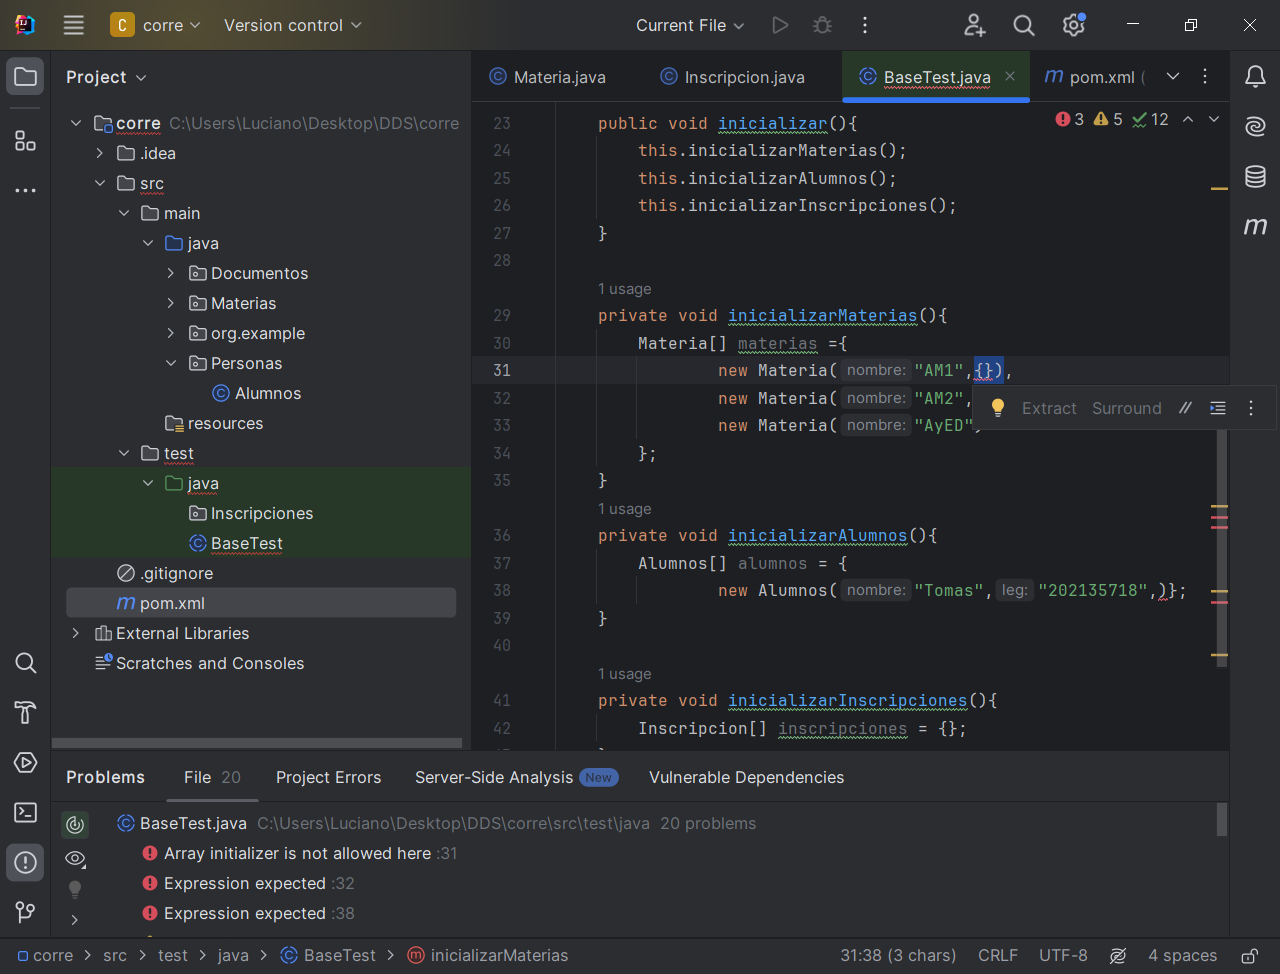 C corre Version control Current File
Project
Materia.java Inscripcion.java BaseTest.java pom.xml (
corre C:\Users\Luciano\Desktop\DDS\corre
.idea
src
main
java
Documentos
Materias
org.example
Personas
Alumnos
resources
test
java
Inscripciones
BaseTest
.gitignore
pom.xml
External Libraries
Scratches and Consoles
3 5 12
23 public void inicializar(){
24 this.inicializarMaterias();
25 this.inicializarAlumnos();
26 this.inicializarInscripciones();
27 }
28
1 usage
29 private void inicializarMaterias(){
30 Materia[] materias ={
31 new Materia( nombre: "AM1",{}),
32 new Materia( nombre: "AM2",
33 new Materia( nombre: "AyED")
34 };
35 }
Extract Surround
1 usage
36 private void inicializarAlumnos(){
37 Alumnos[] alumnos = {
38 new Alumnos( nombre: "Tomas", leg: "202135718",)};
39 }
40
1 usage
41 private void inicializarInscripciones(){
42 Inscripcion[] inscripciones = {};
Problems File 20 Project Errors Server-Side Analysis New Vulnerable Dependencies
BaseTest.java C:\Users\Luciano\Desktop\DDS\corre\src\test\java 20 problems
Array initializer is not allowed here :31
Expression expected :32
Expression expected :38
corre > src > test > java > BaseTest > inicializarMaterias 31:38 (3 chars) CRLF UTF-8 4 spaces